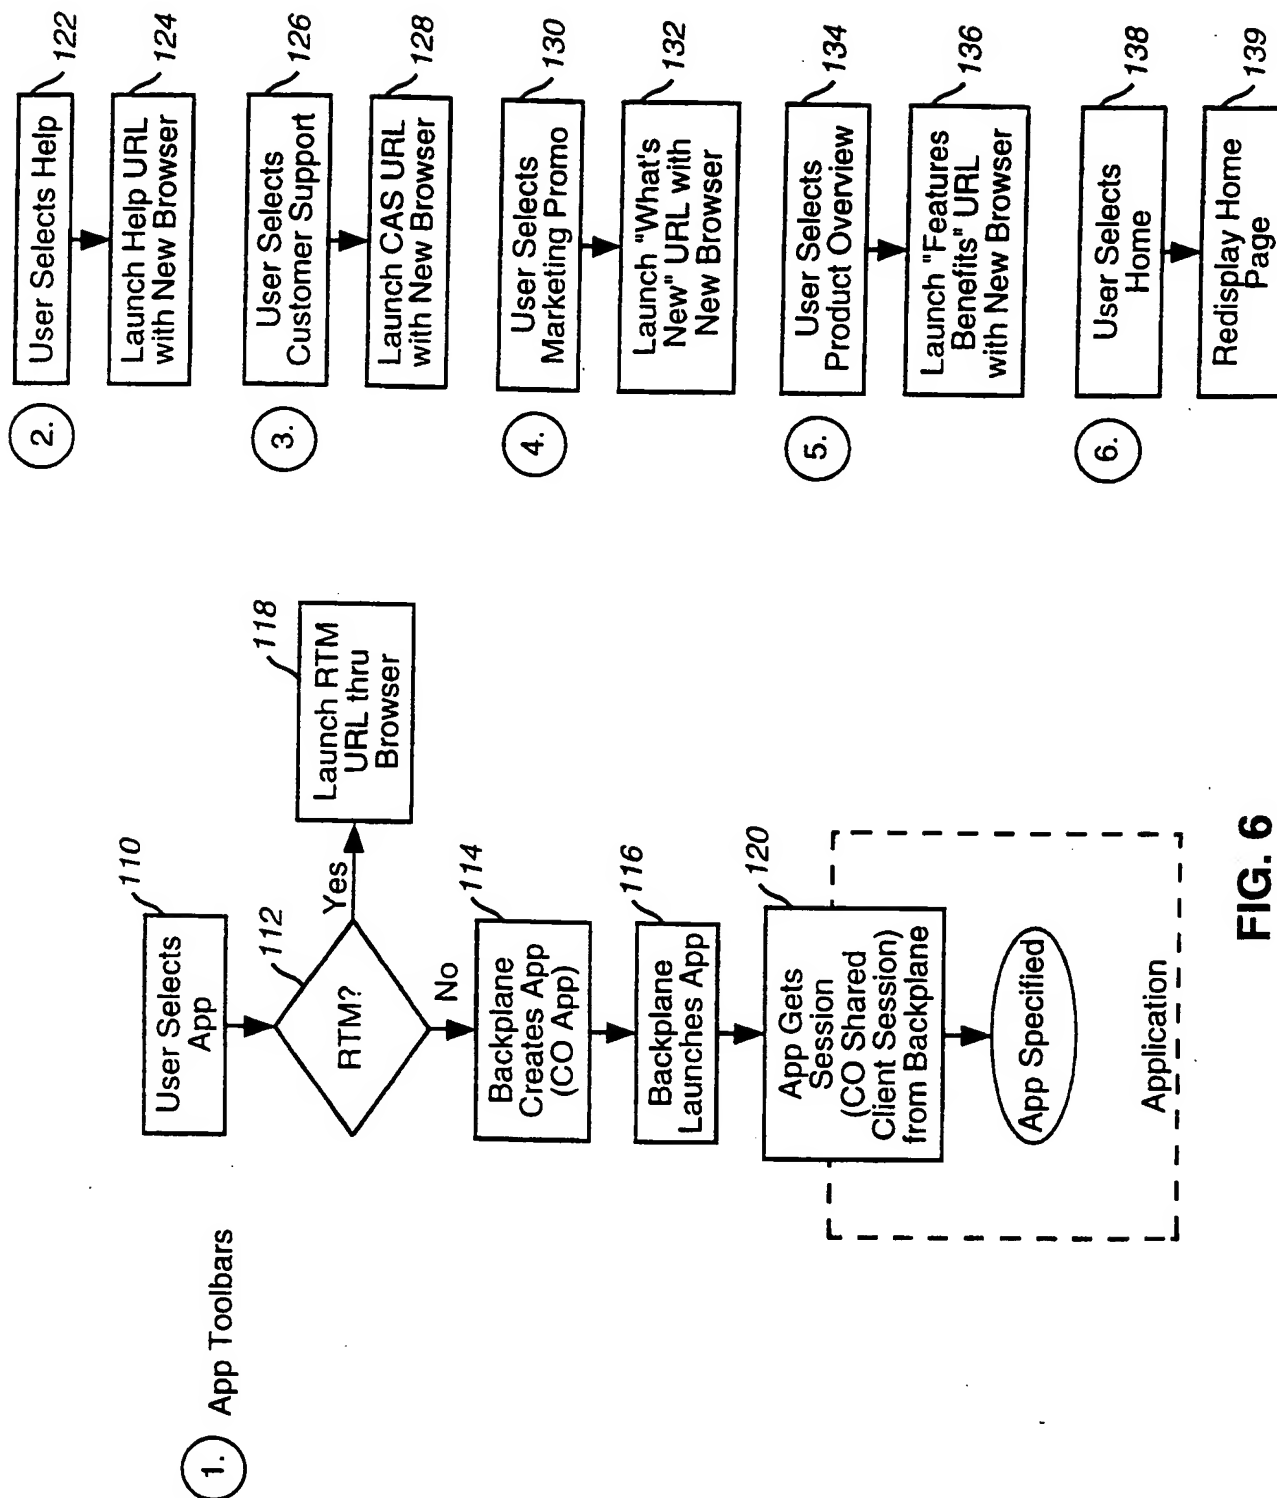 1.
App Toolbars
110
User Selects
App
112
RTM?
Yes
118
Launch RTM
URL thru
Browser
No
114
Backplane
Creates App
(CO App)
116
Backplane
Launches App
120
App Gets
Session
(CO Shared
Client Session)
from Backplane
App Specified
Application
2.
122
User Selects Help
124
Launch Help URL
with New Browser
3.
126
User Selects
Customer Support
128
Launch CAS URL
with New Browser
4.
130
User Selects
Marketing Promo
132
Launch "What's
New" URL with
New Browser
5.
134
User Selects
Product Overview
136
Launch "Features
Benefits" URL
with New Browser
6.
138
User Selects
Home
139
Redisplay Home
Page
FIG. 6